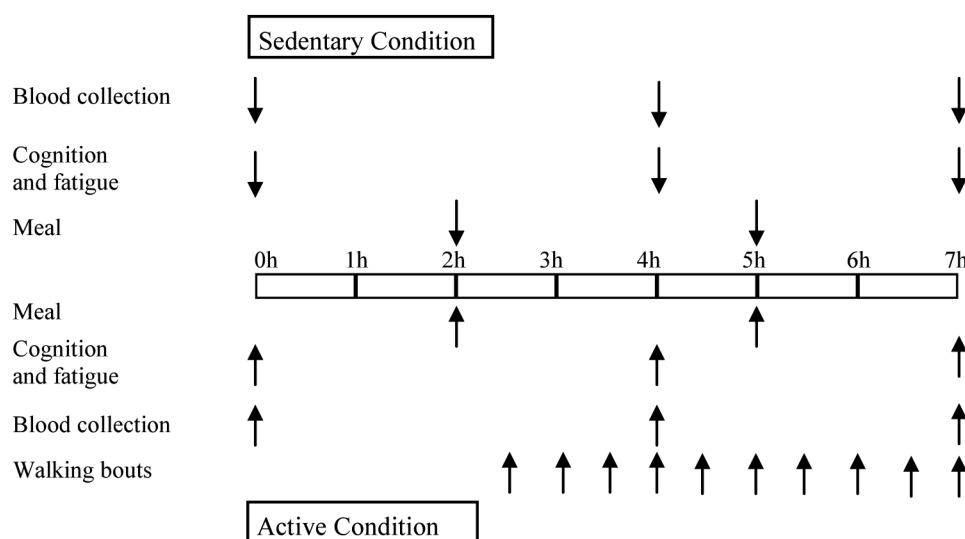 Sedentary Condition
Blood collection
Cognition
and fatigue
Meal
0h 1h 2h 3h 4h 5h 6h 7h
Meal
Cognition
and fatigue
Blood collection
Walking bouts
Active Condition